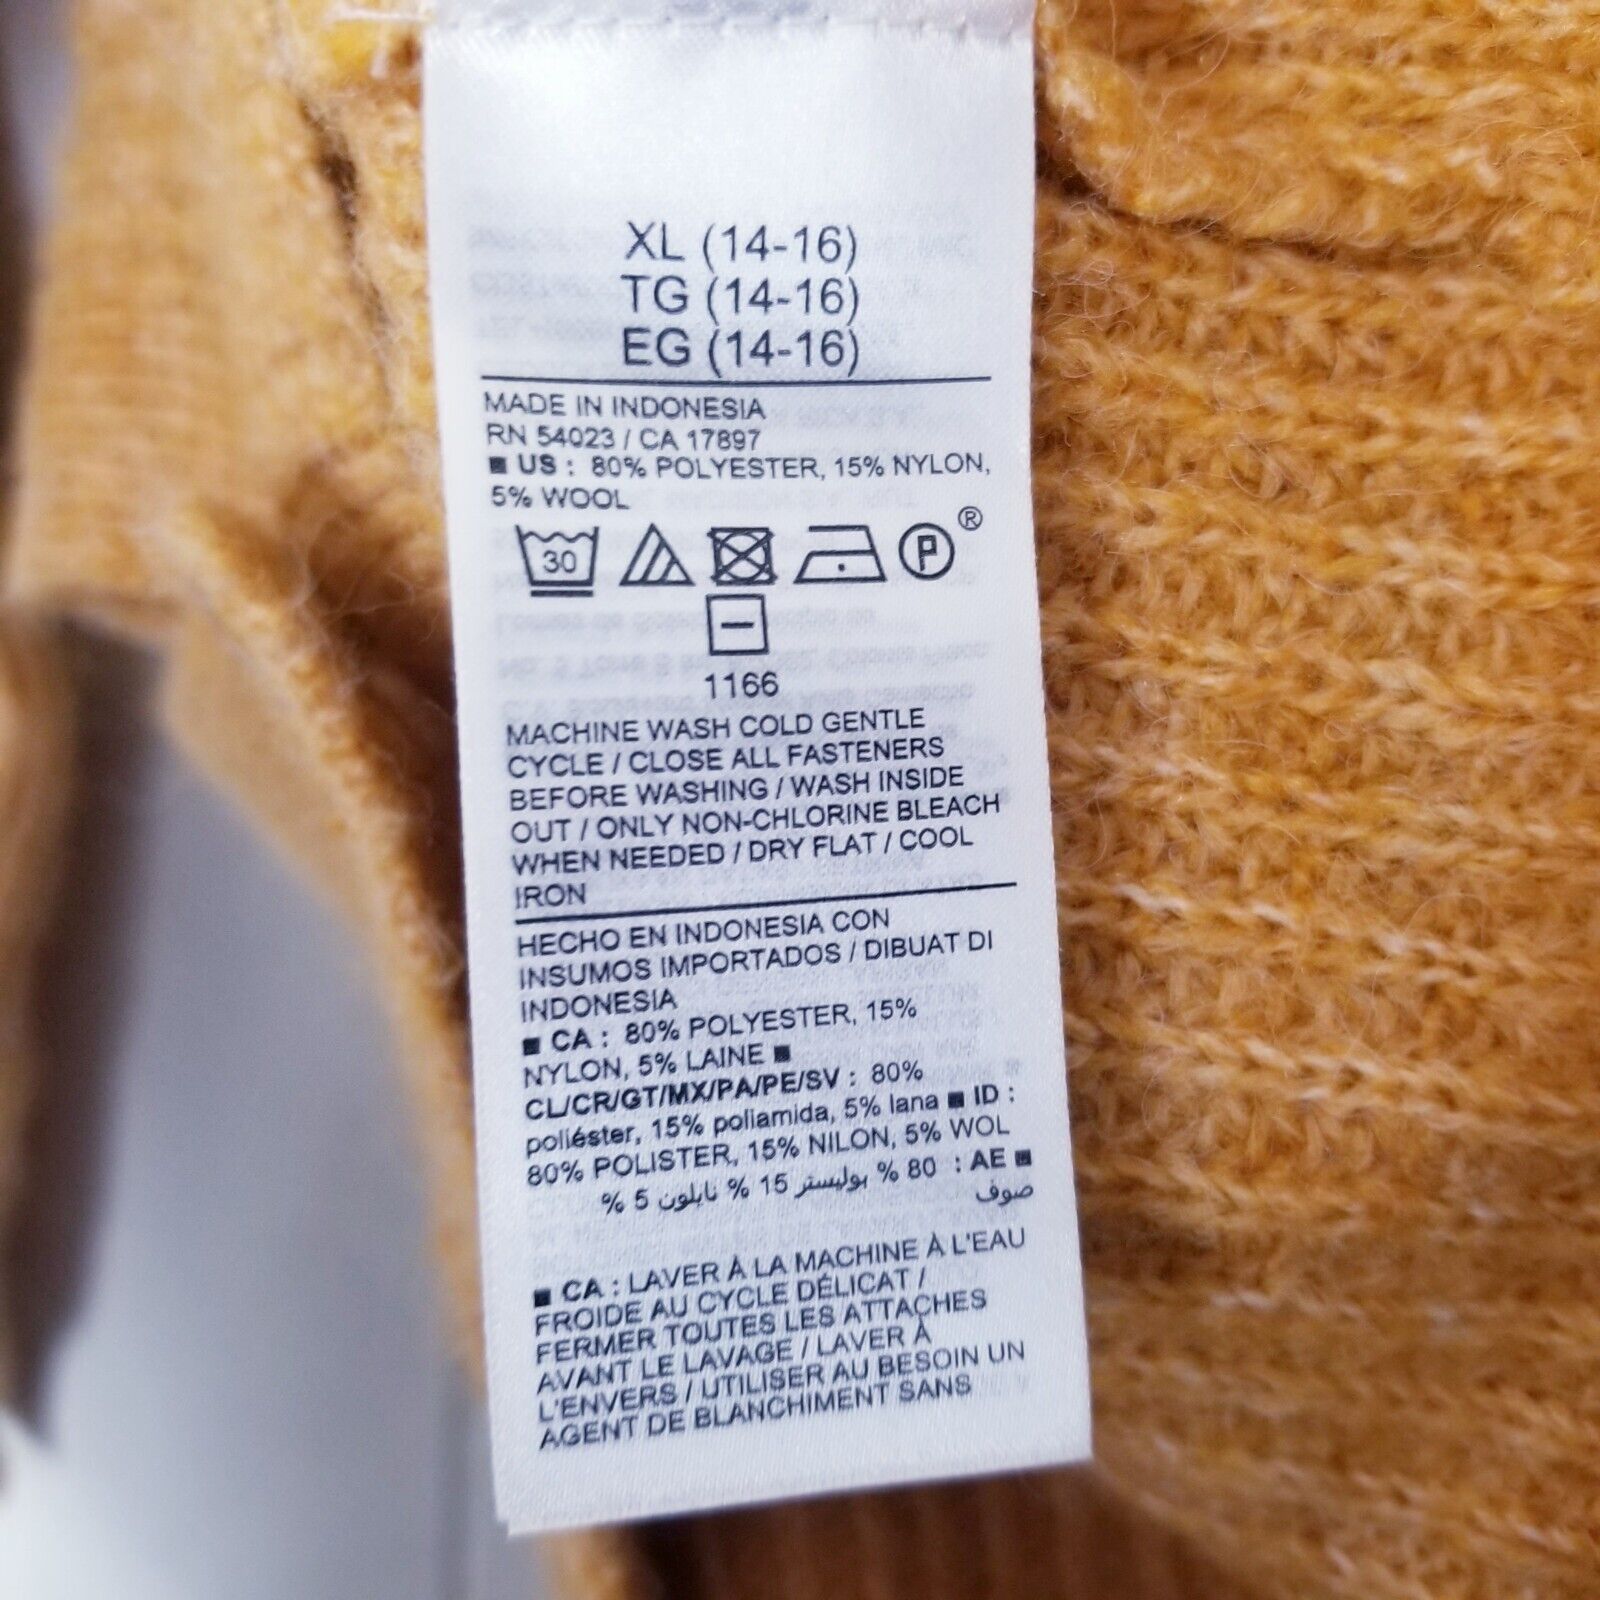 XL (14-16)
TG (14-16)
EG (14-16)
MADE IN INDONESIA
RN 54023 / CA 17897
■ US : 80% POLYESTER, 15% NYLON,
5% WOOL
30 P ®
1166
MACHINE WASH COLD GENTLE
CYCLE / CLOSE ALL FASTENERS
BEFORE WASHING / WASH INSIDE
OUT / ONLY NON-CHLORINE BLEACH
WHEN NEEDED / DRY FLAT / COOL
IRON
HECHO EN INDONESIA CON
INSUMOS IMPORTADOS / DIBUAT DI
INDONESIA
■ CA : 80% POLYESTER, 15%
NYLON, 5% LAINE ■
CL/CR/GT/MX/PA/PE/SV : 80%
poliéster, 15% poliamida, 5% lana ■ ID :
80% POLISTER, 15% NILON, 5% WOL
■ AE : 80 % بوليستر 15 % نايلون 5 %
صوف
■ CA : LAVER À LA MACHINE À L'EAU
FROIDE AU CYCLE DÉLICAT /
FERMER TOUTES LES ATTACHES
AVANT LE LAVAGE / LAVER À
L'ENVERS / UTILISER AU BESOIN UN
AGENT DE BLANCHIMENT SANS